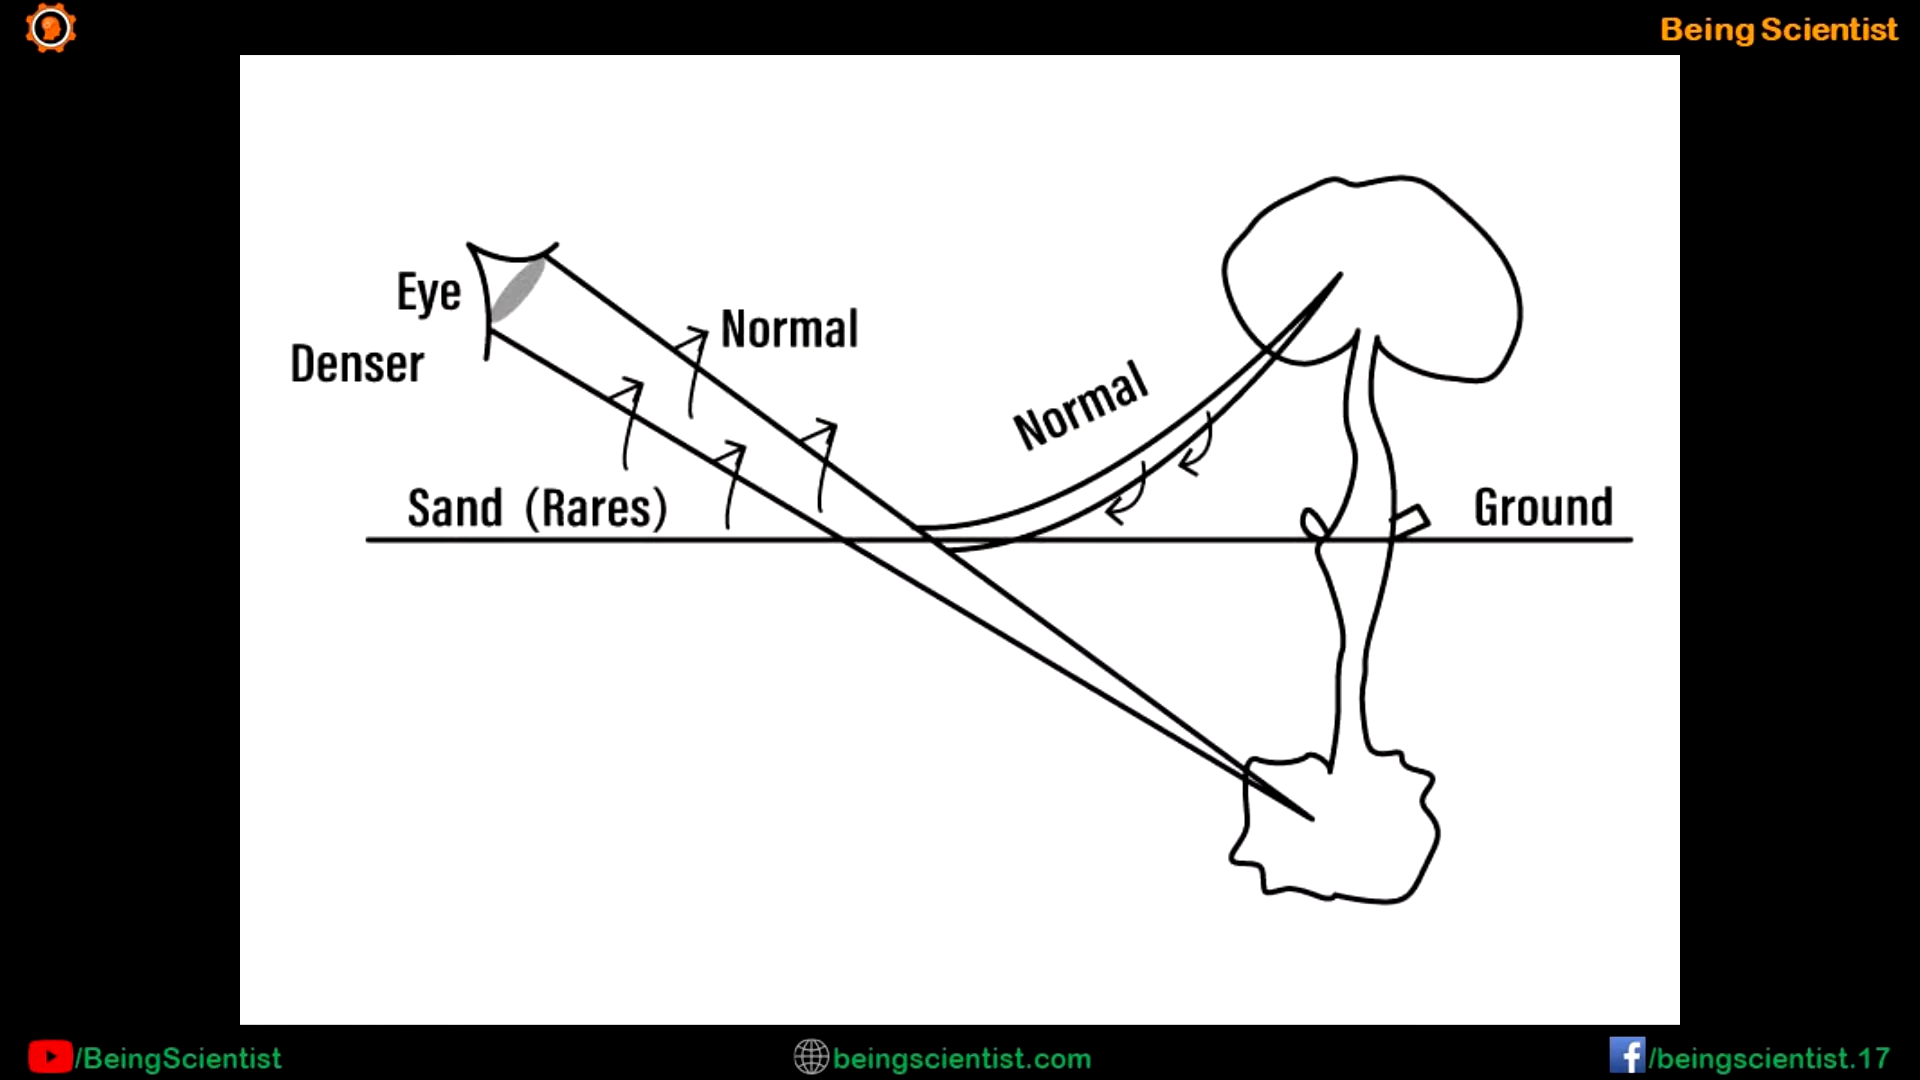 Being Scientist
Eye
Normal
Denser
Normal
Sand (Rares)
Ground
/BeingScientist
beingscientist.com
/beingscientist.17